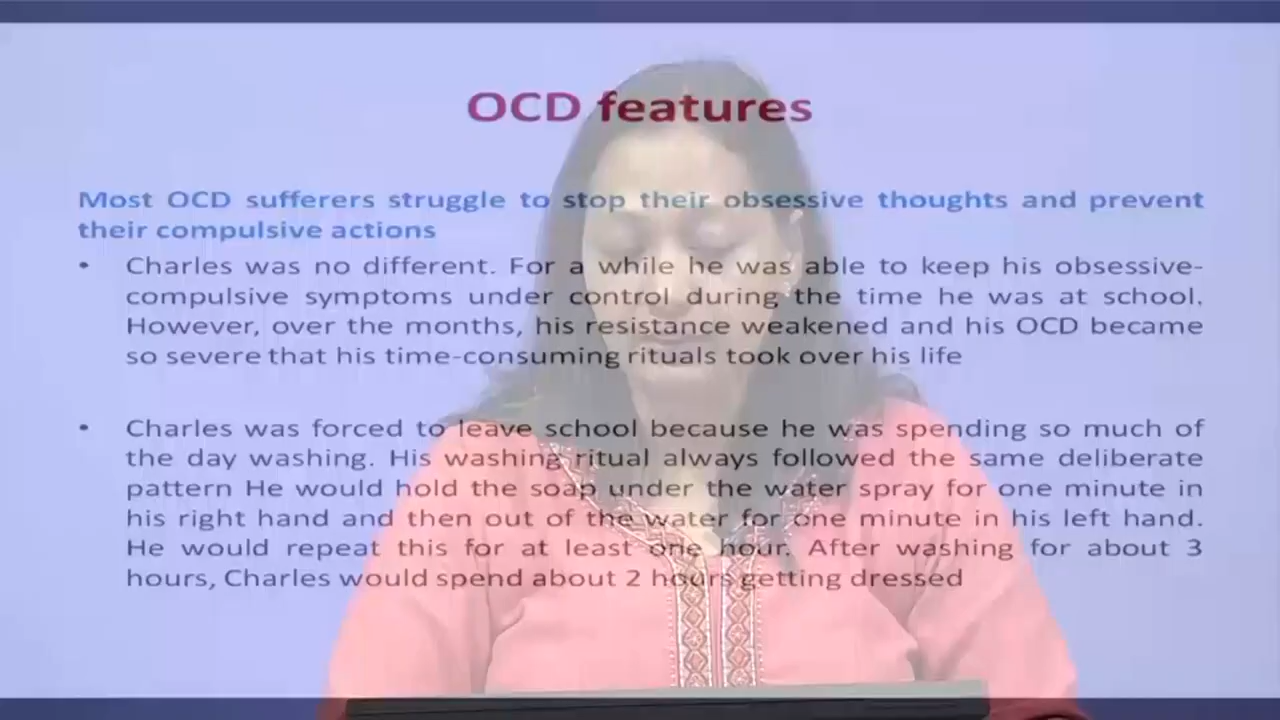 OCD features
Most OCD sufferers struggle to stop their obsessive thoughts and prevent
their compulsive actions
• Charles was no different. For a while he was able to keep his obsessive-
compulsive symptoms under control during the time he was at school.
However, over the months, his resistance weakened and his OCD became
so severe that his time-consuming rituals took over his life
• Charles was forced to leave school because he was spending so much of
the day washing. His washing ritual always followed the same deliberate
pattern He would hold the soap under the water spray for one minute in
his right hand and then out of the water for one minute in his left hand.
He would repeat this for at least one hour. After washing for about 3
hours, Charles would spend about 2 hours getting dressed